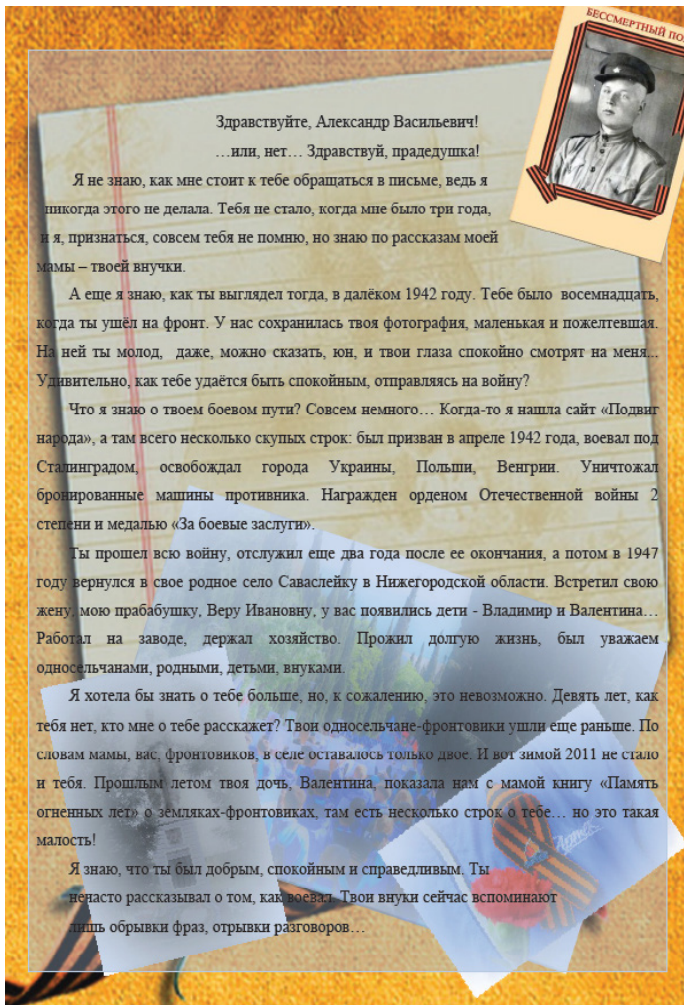 БЕССМЕРТНЫЙ ПО
Здравствуйте, Александр Васильевич!
…или, нет… Здравствуй, прадедушка!
Я не знаю, как мне стоит к тебе обращаться в письме, ведь я
никогда этого не делала. Тебя не стало, когда мне было три года,
и я, признаться, совсем тебя не помню, но знаю по рассказам моей
мамы – твоей внучки.
А еще я знаю, как ты выглядел тогда, в далёком 1942 году. Тебе было восемнадцать,
когда ты ушёл на фронт. У нас сохранилась твоя фотография, маленькая и пожелтевшая.
На ней ты молод, даже, можно сказать, юн, и твои глаза спокойно смотрят на меня...
Удивительно, как тебе удаётся быть спокойным, отправляясь на войну?
Что я знаю о твоем боевом пути? Совсем немного… Когда-то я нашла сайт «Подвиг
народа», а там всего несколько скупых строк: был призван в апреле 1942 года, воевал под
Сталинградом, освобождал города Украины, Польши, Венгрии. Уничтожал
бронированные машины противника. Награжден орденом Отечественной войны 2
степени и медалью «За боевые заслуги».
Ты прошел всю войну, отслужил еще два года после ее окончания, а потом в 1947
году вернулся в свое родное село Саваслейку в Нижегородской области. Встретил свою
жену, мою прабабушку, Веру Ивановну, у вас появились дети - Владимир и Валентина…
Работал на заводе, держал хозяйство. Прожил долгую жизнь, был уважаем
односельчанами, родными, детьми, внуками.
Я хотела бы знать о тебе больше, но, к сожалению, это невозможно. Девять лет, как
тебя нет, кто мне о тебе расскажет? Твои односельчане-фронтовики ушли еще раньше. По
словам мамы, вас, фронтовиков, в селе оставалось только двое. И вот зимой 2011 не стало
и тебя. Прошлым летом твоя дочь, Валентина, показала нам с мамой книгу «Память
огненных лет» о земляках-фронтовиках, там есть несколько строк о тебе… но это такая
малость!
Я знаю, что ты был добрым, спокойным и справедливым. Ты
нечасто рассказывал о том, как воевал. Твои внуки сейчас вспоминают
лишь обрывки фраз, отрывки разговоров…